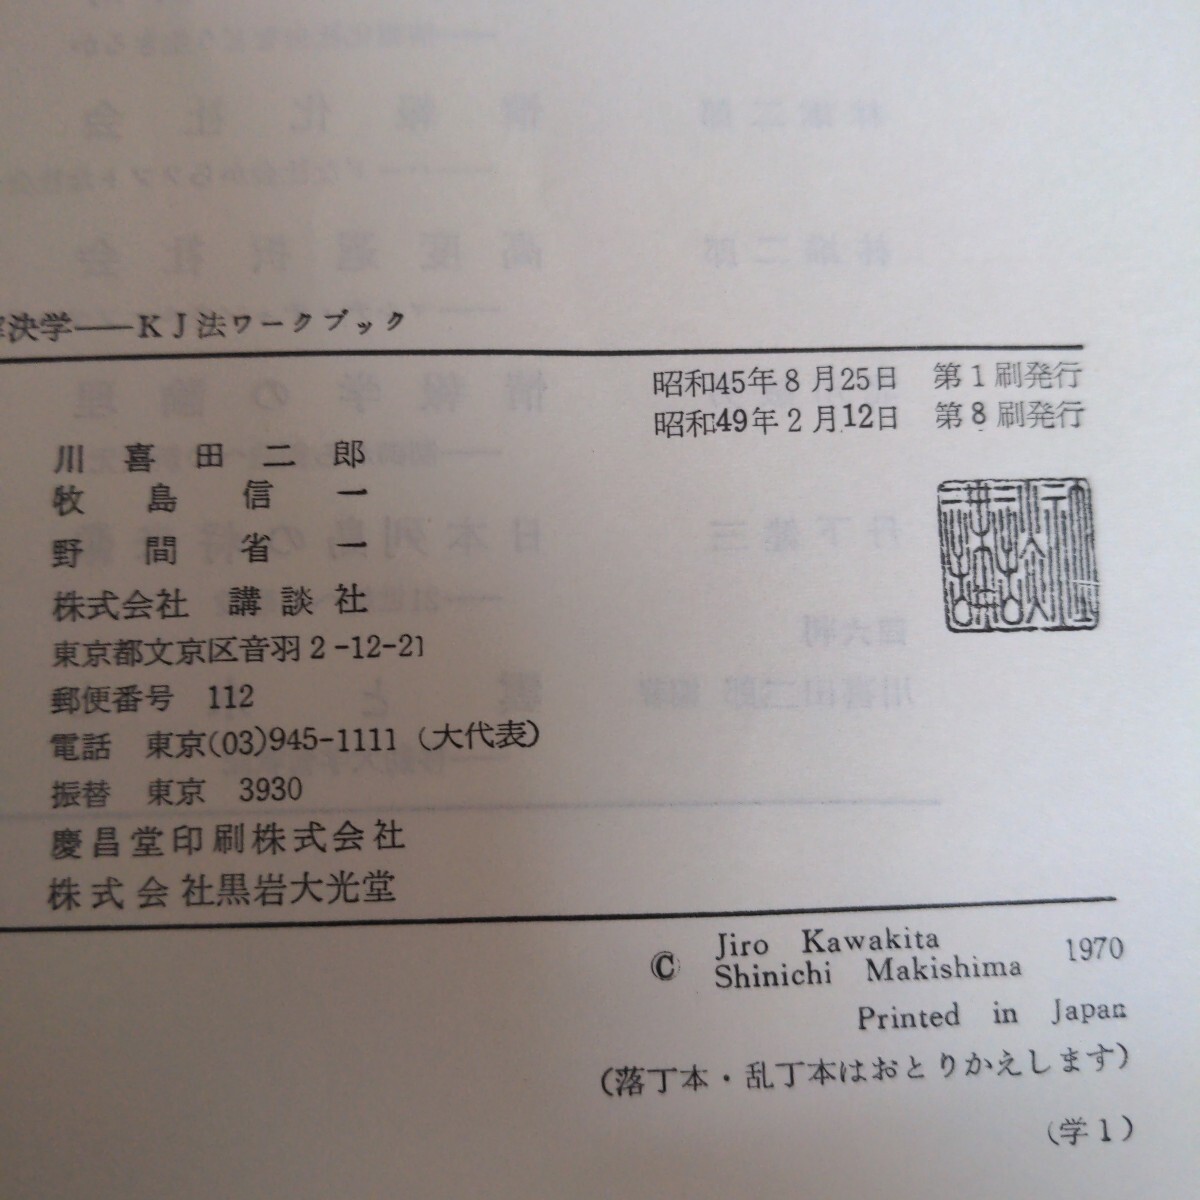 決学――KJ法ワークブック
昭和45年8月25日 第1刷発行
昭和49年2月12日 第8刷発行
川喜田二郎
牧島信一
野間省一
株式会社 講談社
東京都文京区音羽2-12-21
郵便番号 112
電話 東京(03)945-1111 (大代表)
振替 東京 3930
慶昌堂印刷株式会社
株式会社黒岩大光堂
© Jiro Kawakita
Shinichi Makishima 1970
Printed in Japan
(落丁本・乱丁本はおとりかえします)
(学1)